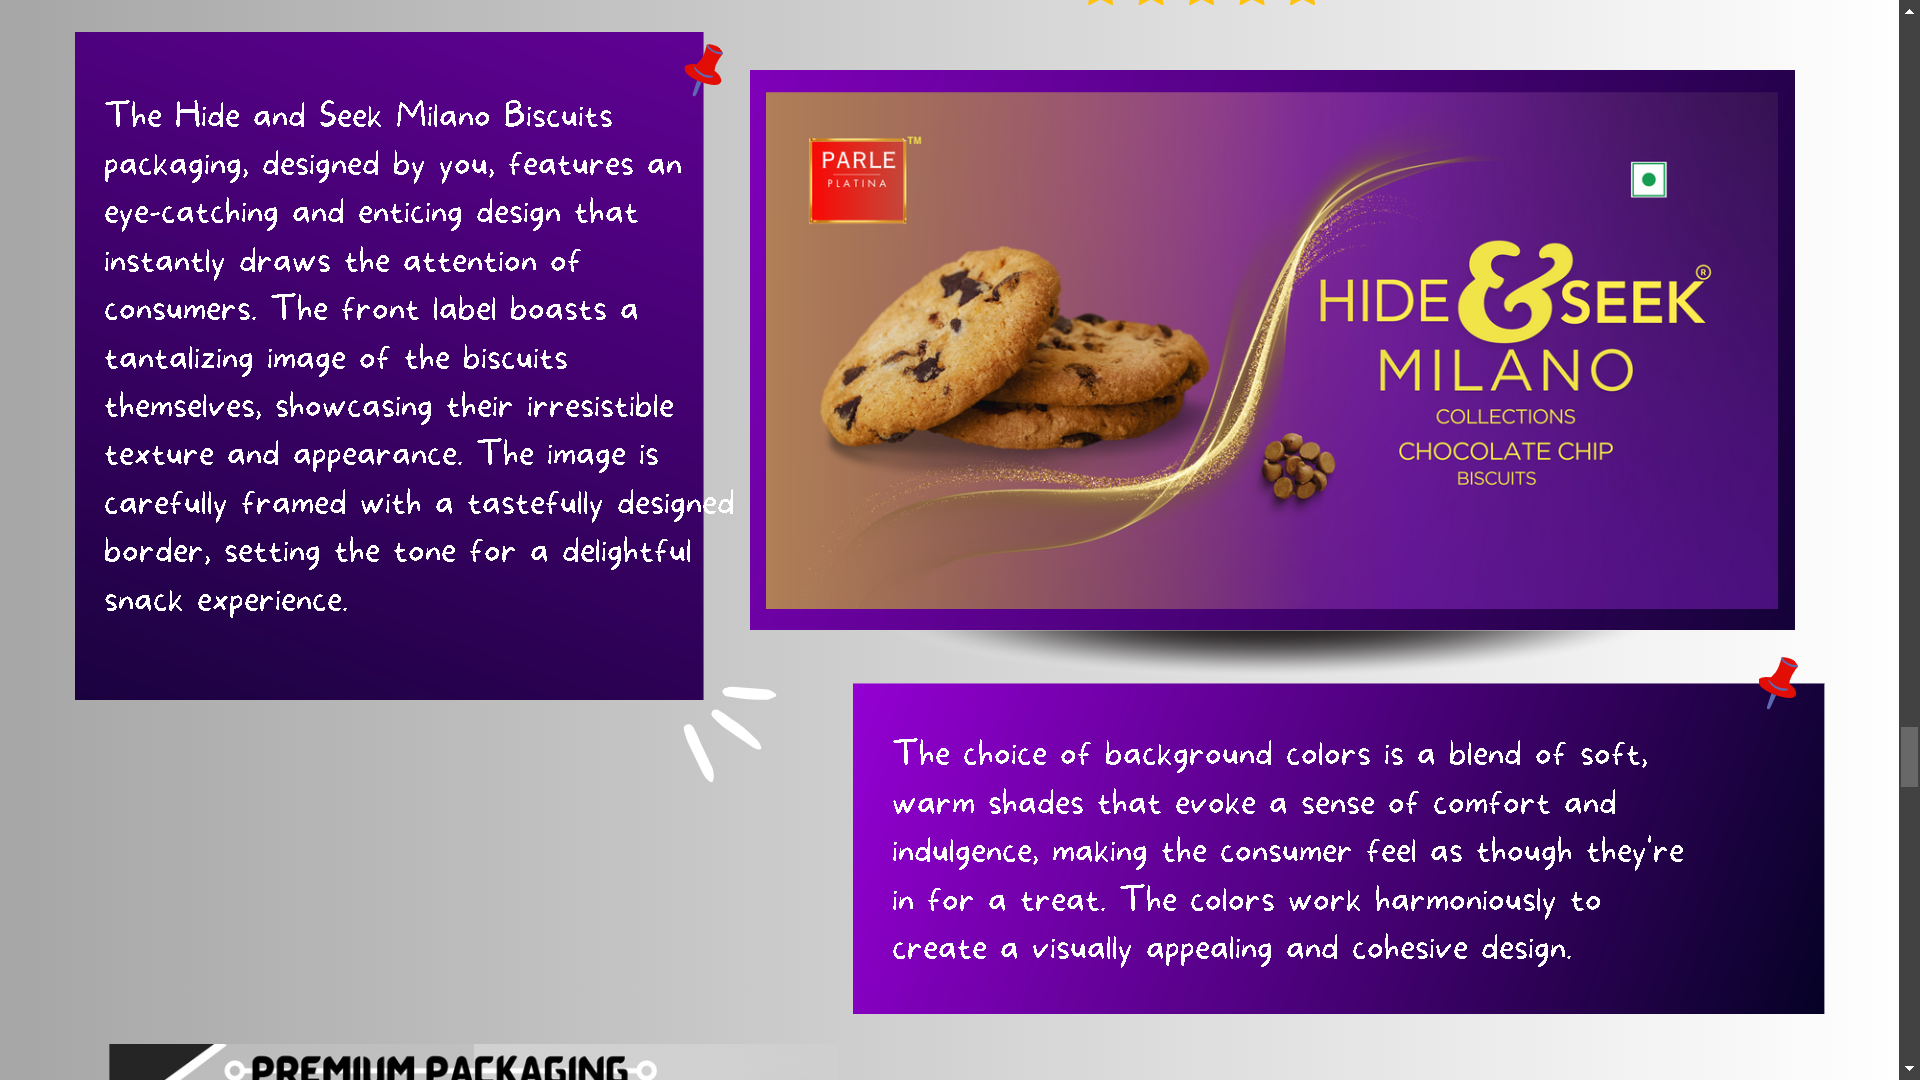 The Hide and Seek Milano Biscuits
packaging, designed by you, features an
eye-catching and enticing design that
instantly draws the attention of
consumers. The front label boasts a
tantalizing image of the biscuits
themselves, showcasing their irresistible
texture and appearance. The image is
carefully framed with a tastefully designed
border, setting the tone for a delightful
snack experience.
PARLE TM
PLATINA
HIDE & SEEK ®
MILANO
COLLECTIONS
CHOCOLATE CHIP
BISCUITS
The choice of background colors is a blend of soft,
warm shades that evoke a sense of comfort and
indulgence, making the consumer feel as though they're
in for a treat. The colors work harmoniously to
create a visually appealing and cohesive design.
PREMIUM PACKAGING